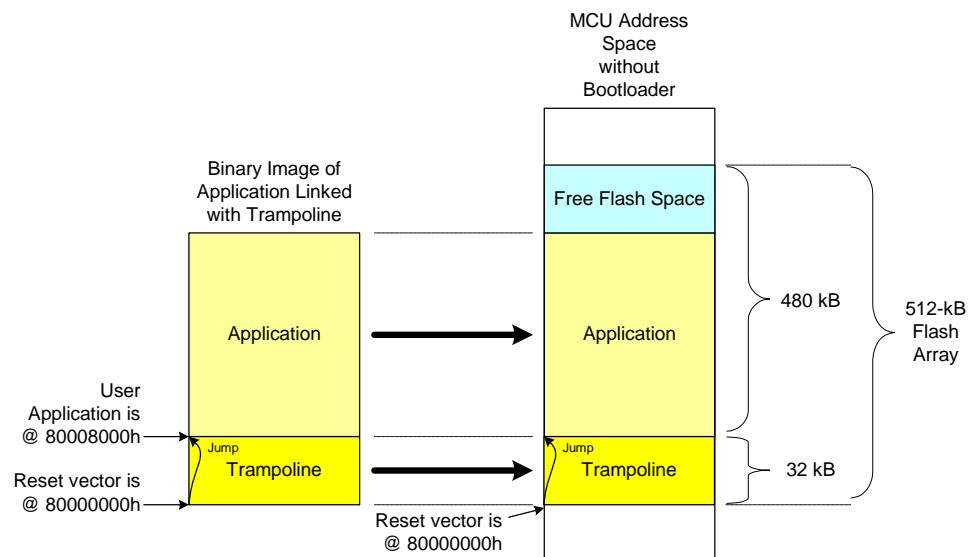 MCU Address
Space
without
Bootloader
Binary Image of
Application Linked
with Trampoline
Free Flash Space
Application
Application
480 kB
512-kB
Flash
Array
User
Application is
@ 80008000h
Jump
Trampoline
Jump
Trampoline
32 kB
Reset vector is
@ 80000000h
Reset vector is
@ 80000000h